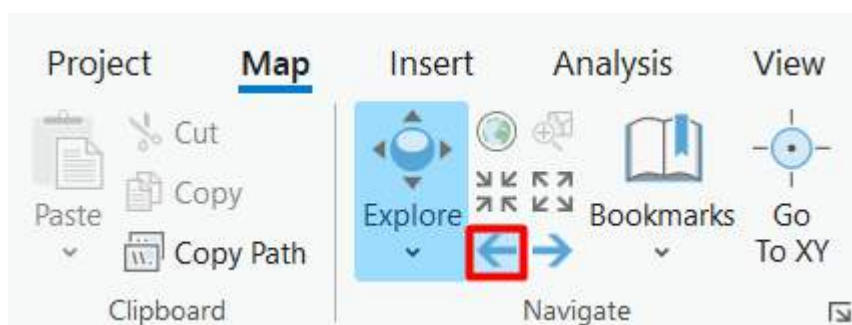 Project Map Insert Analysis View
Cut
Copy
Paste
Copy Path
Clipboard
Explore
Bookmarks
Go
To XY
Navigate